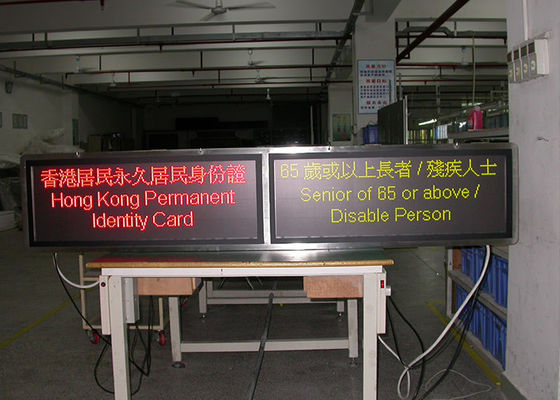 香港居民永久居民身份證
Hong Kong Permanent
Identity Card
65 歲或以上長者 / 殘疾人士
Senior of 65 or above /
Disable Person